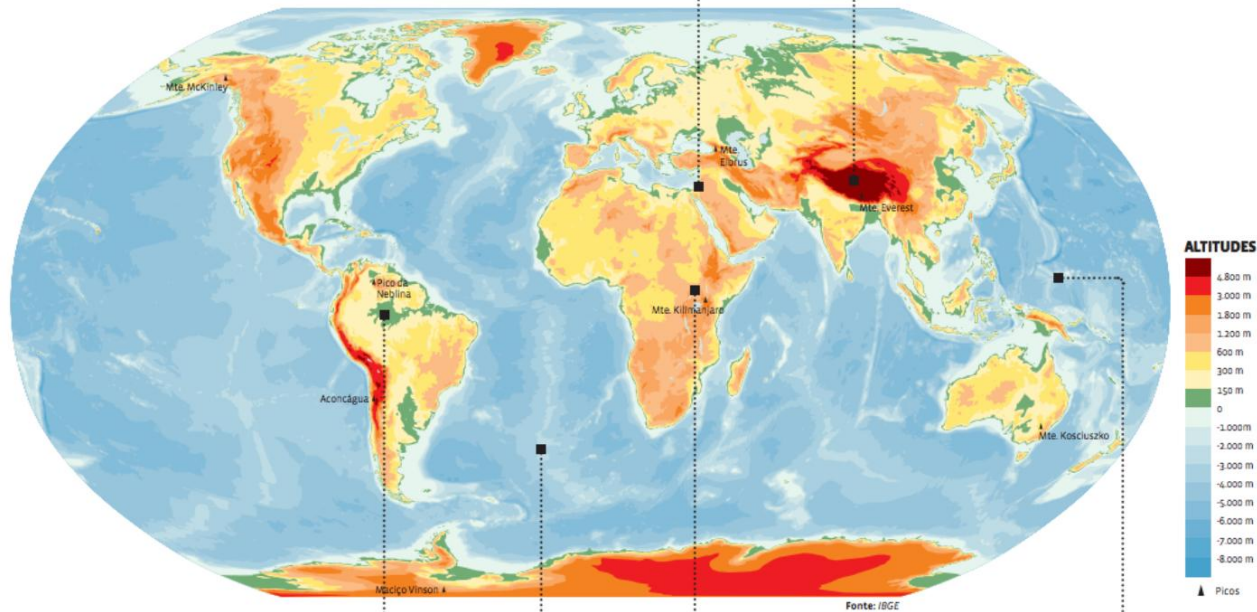 Mte. McKinley
Mte.
Elbrus
Mte. Everest
Pico da
Neblina
Mte. Kilimanjaro
Aconcágua
Mte. Kosciuszko
Maciço Vinson
ALTITUDES
4.800 m
3.000 m
1.800 m
1.200 m
600 m
300 m
150 m
0
-1.000m
-2.000 m
-3.000 m
-4.000 m
-5.000 m
-6.000 m
-7.000 m
-8.000 m
Picos
Fonte: IBGE